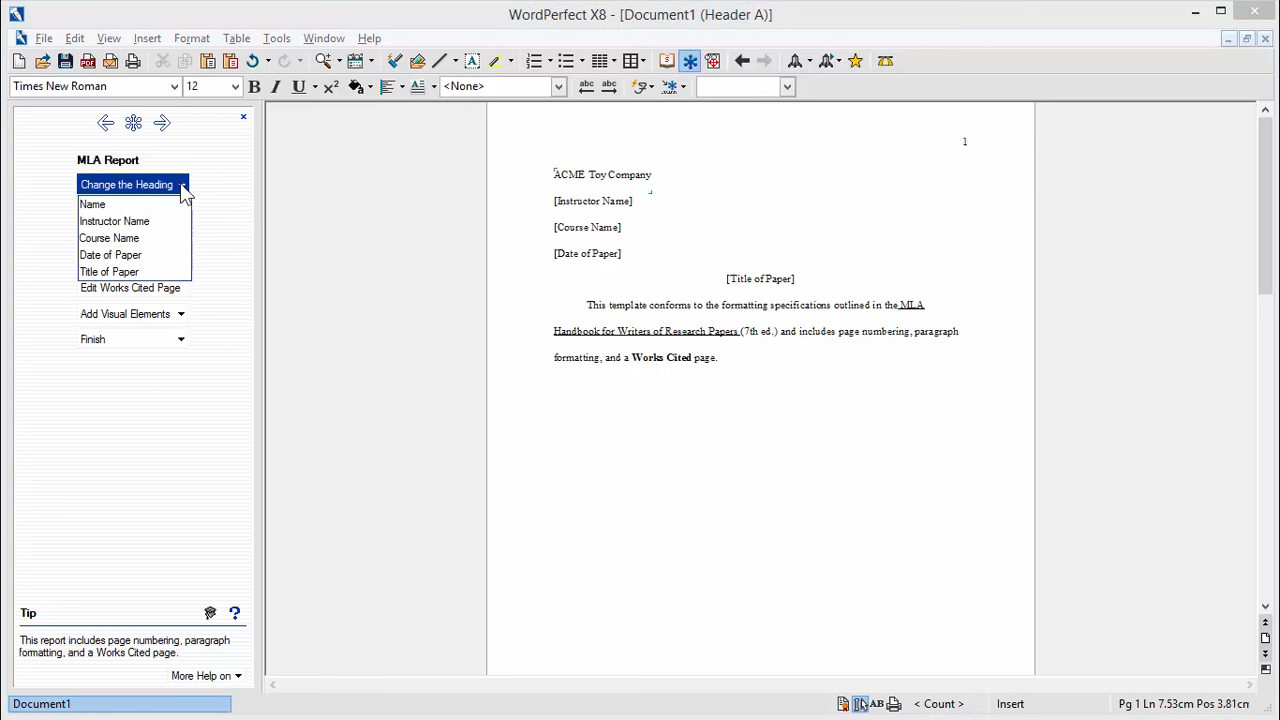 WordPerfect X8 - [Document1 (Header A)]
File Edit View Insert Format Table Tools Window Help
Times New Roman 12 B I U x² <None> abc abc
MLA Report
Change the Heading
Name
Instructor Name
Course Name
Date of Paper
Title of Paper
Edit Works Cited Page
Add Visual Elements
Finish
1
ACME Toy Company
[Instructor Name]
[Course Name]
[Date of Paper]
[Title of Paper]
This template conforms to the formatting specifications outlined in the MLA
Handbook for Writers of Research Papers (7th ed.) and includes page numbering, paragraph
formatting, and a Works Cited page.
Tip
This report includes page numbering, paragraph
formatting, and a Works Cited page.
More Help on
Document1 AB < Count > Insert Pg 1 Ln 7.53cm Pos 3.81cm